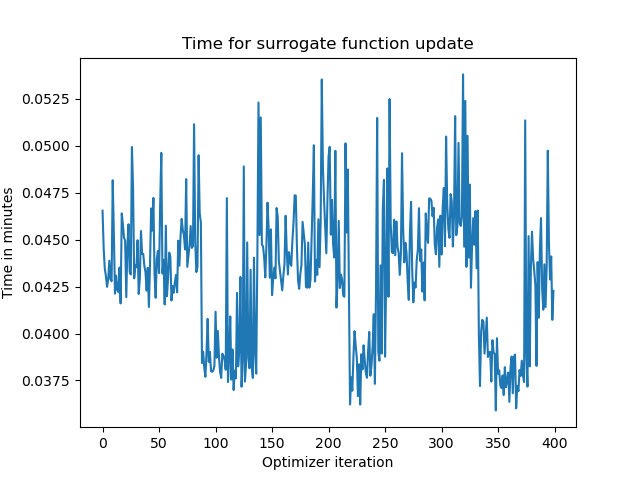 Time for surrogate function update
0.0525
0.0500
0.0475
0.0450
0.0425
0.0400
0.0375
Time in minutes
0 50 100 150 200 250 300 350 400
Optimizer iteration